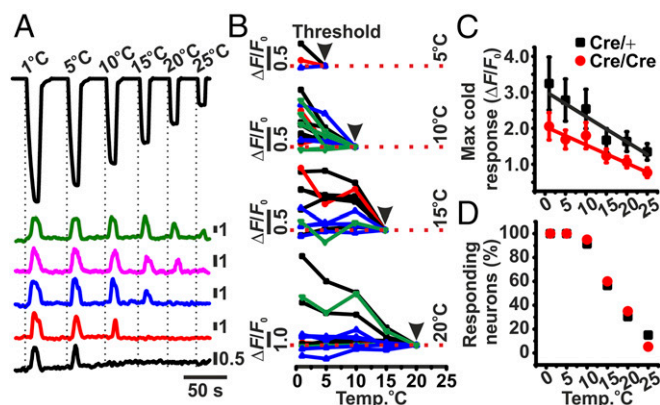 A
1°C 5°C 10°C 15°C 20°C 25°C
1
1
1
1
0.5
50 s
B
Threshold
ΔF/F0
0.5
5°C
ΔF/F0
0.5
10°C
ΔF/F0
0.5
15°C
ΔF/F0
1.0
20°C
0 5 10 15 20 25
Temp.°C
C
Cre/+
Cre/Cre
Max cold
response (ΔF/F0)
4.0
3.0
2.0
1.0
0 5 10 15 20 25
D
Responding
neurons (%)
100
80
60
40
20
0
0 5 10 15 20 25
Temp.°C